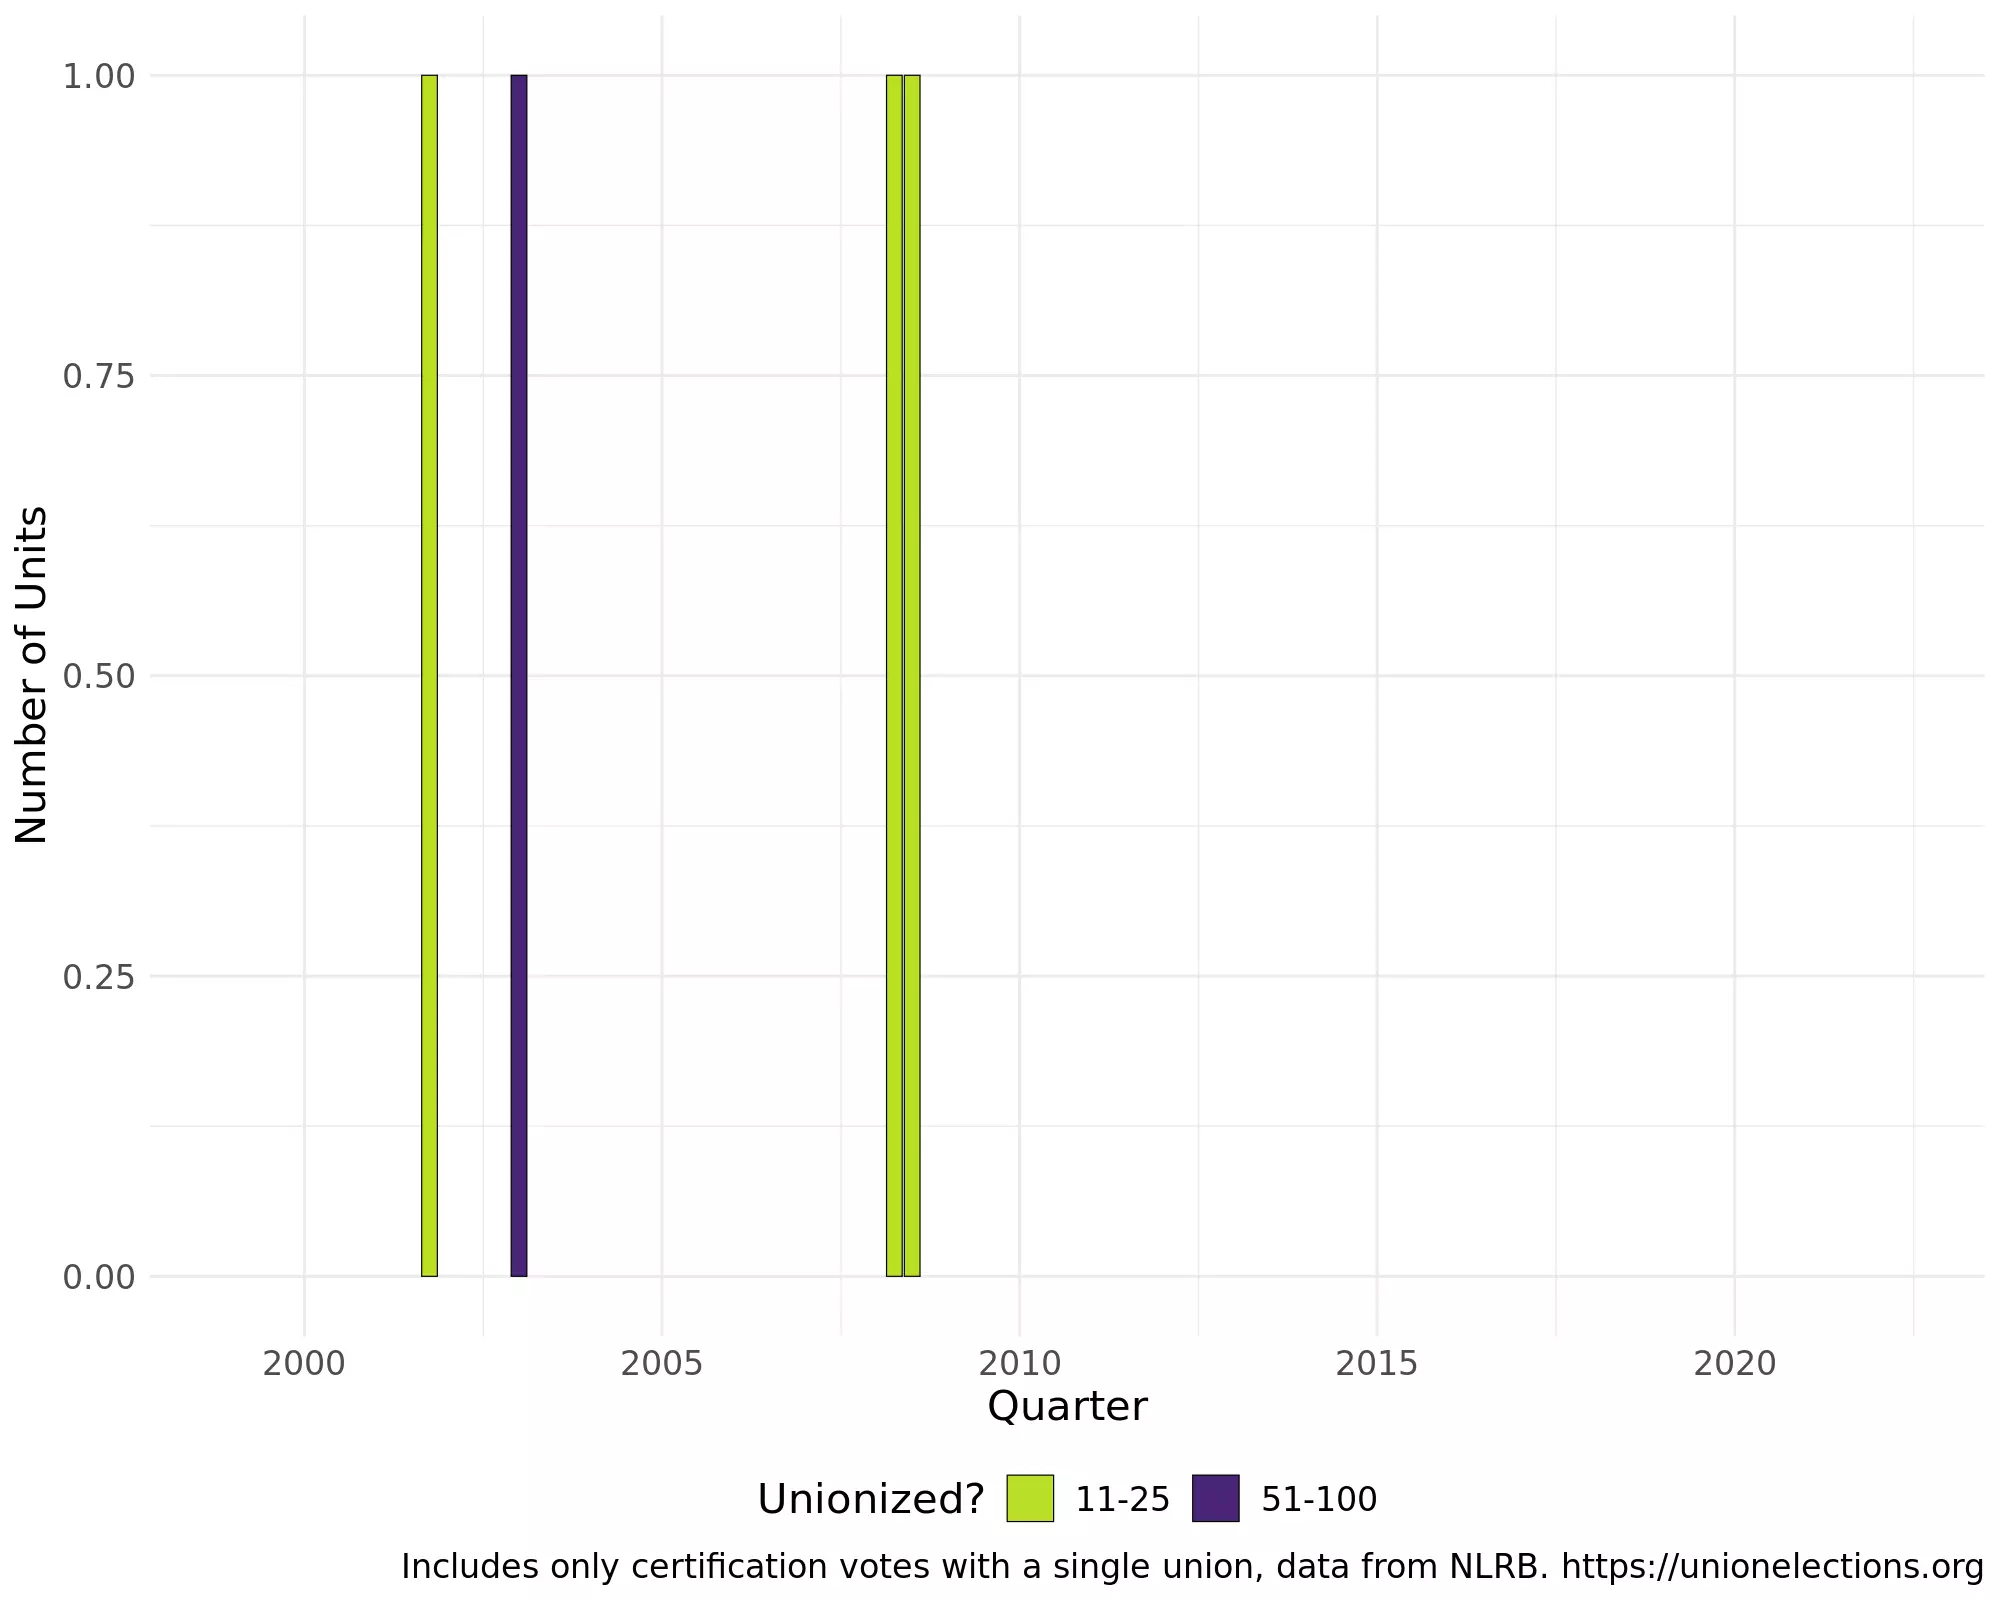 1.00
0.75
0.50
0.25
0.00
Number of Units
2000 2005 2010 2015 2020
Quarter
Unionized? 11-25 51-100
Includes only certification votes with a single union, data from NLRB. https://unionelections.org